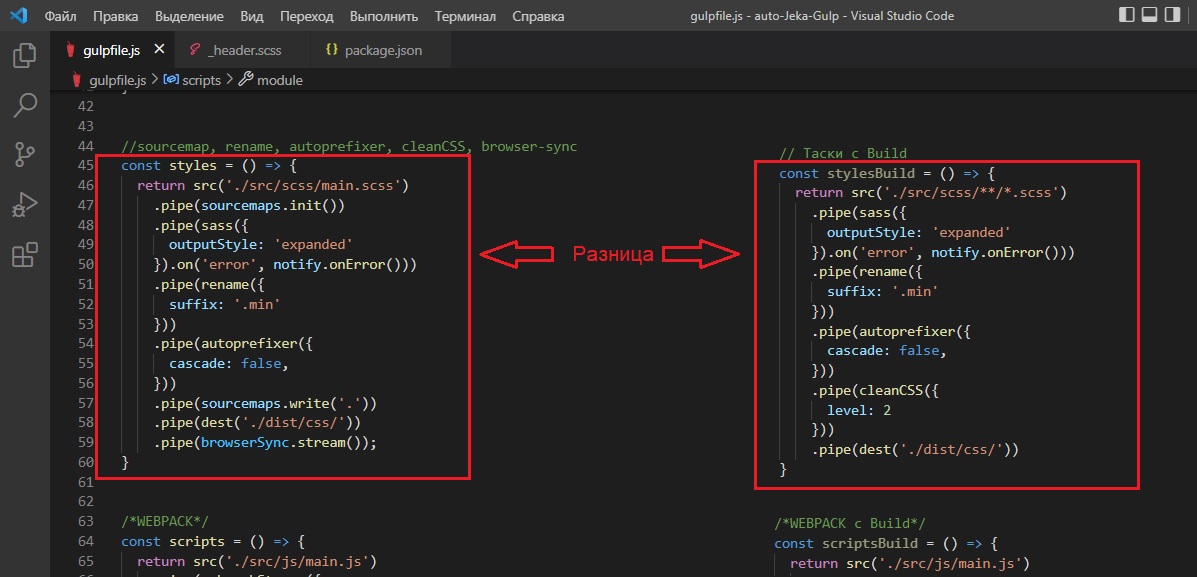 Файл Правка Выделение Вид Переход Выполнить Терминал Справка gulpfile.js - auto-Jeka-Gulp - Visual Studio Code
gulpfile.js _header.scss package.json
gulpfile.js scripts module
42
43
44 //sourcemap, rename, autoprefixer, cleanCSS, browser-sync
45 const styles = () => {
46 return src('./src/scss/main.scss')
47 .pipe(sourcemaps.init())
48 .pipe(sass({
49 outputStyle: 'expanded'
50 }).on('error', notify.onError()))
51 .pipe(rename({
52 suffix: '.min'
53 }))
54 .pipe(autoprefixer({
55 cascade: false,
56 }))
57 .pipe(sourcemaps.write('.'))
58 .pipe(dest('./dist/css/'))
59 .pipe(browserSync.stream());
60 }
61
62
63 /*WEBPACK*/
64 const scripts = () => {
65 return src('./src/js/main.js')
Разница
// Таски с Build
const stylesBuild = () => {
return src('./src/scss/**/*.scss')
.pipe(sass({
outputStyle: 'expanded'
}).on('error', notify.onError()))
.pipe(rename({
suffix: '.min'
}))
.pipe(autoprefixer({
cascade: false,
}))
.pipe(cleanCSS({
level: 2
}))
.pipe(dest('./dist/css/'))
}
/*WEBPACK с Build*/
const scriptsBuild = () => {
return src('./src/js/main.js')